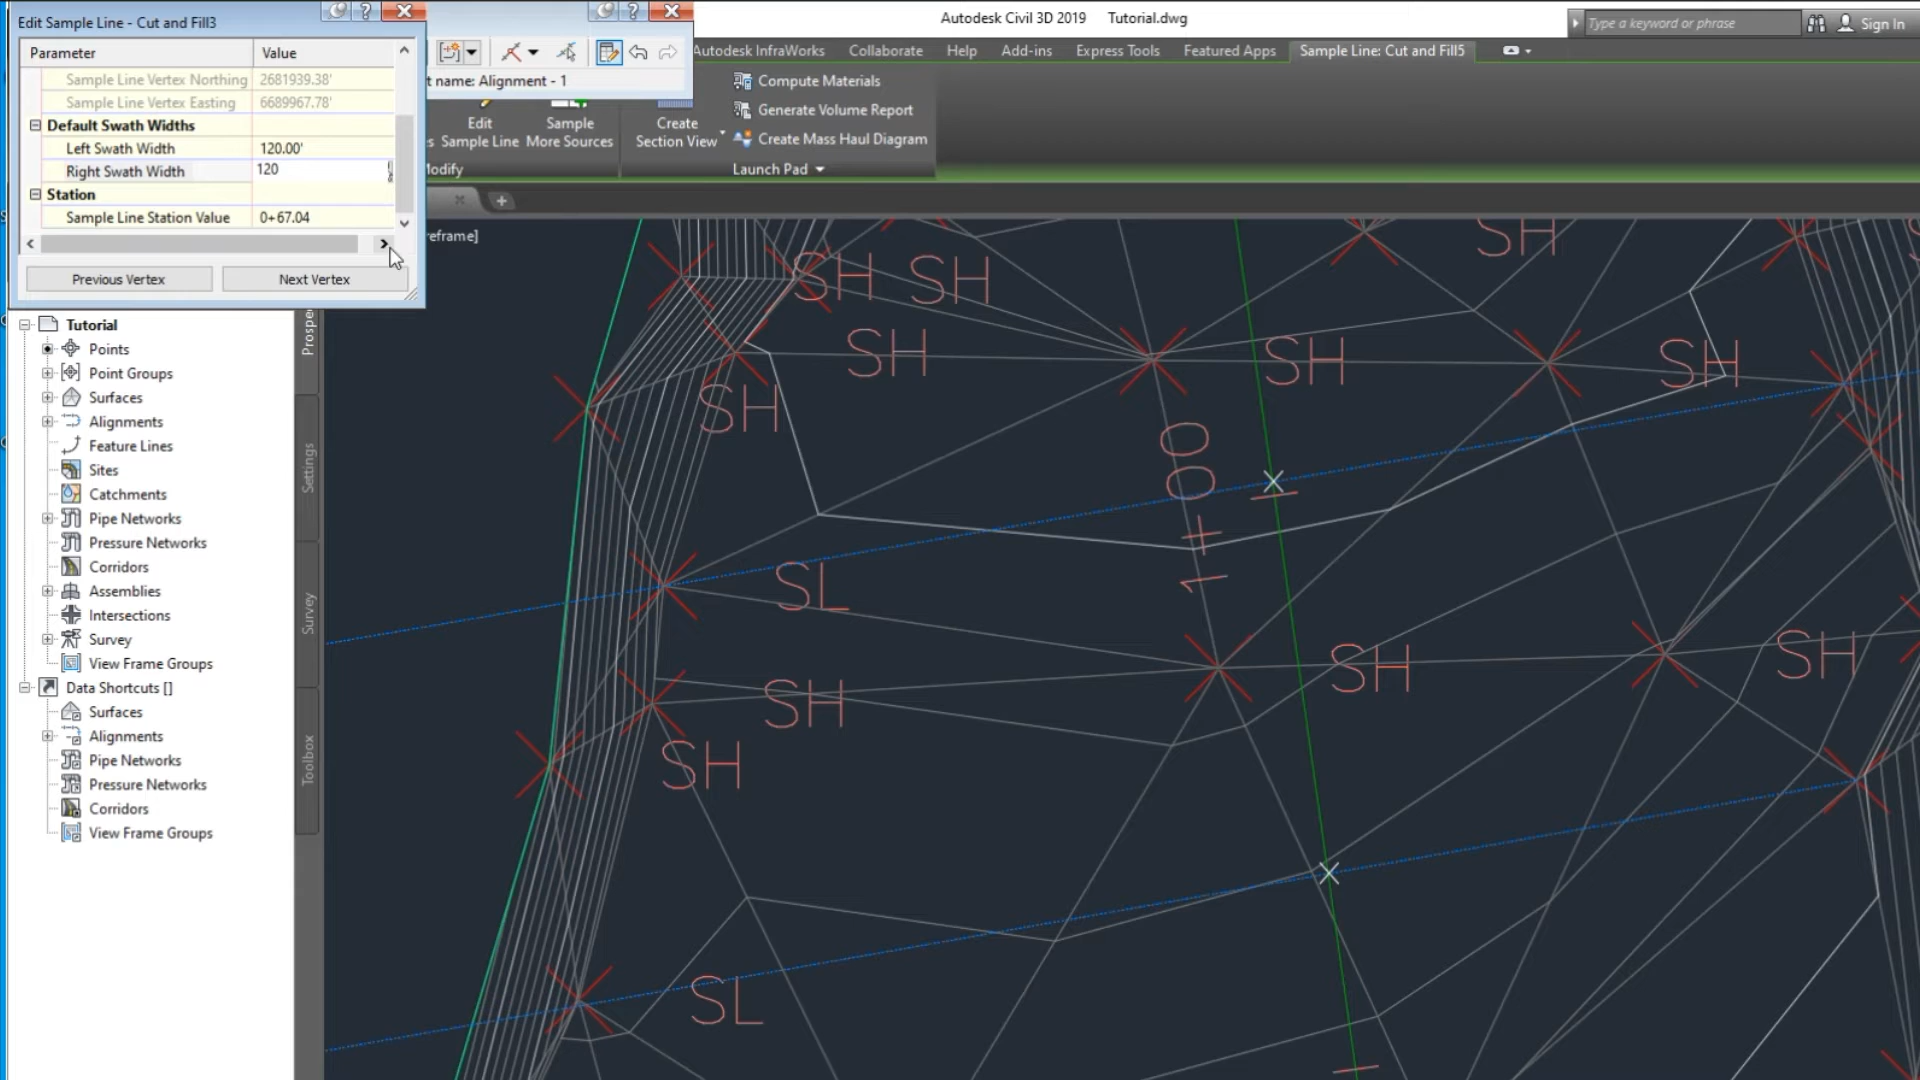 Edit Sample Line - Cut and Fill3
Autodesk Civil 3D 2019 Tutorial.dwg
Type a keyword or phrase
Sign In
Parameter Value
Autodesk InfraWorks Collaborate Help Add-ins Express Tools Featured Apps Sample Line: Cut and Fill5
Sample Line Vertex Northing 2681939.38'
t name: Alignment - 1
Compute Materials
Sample Line Vertex Easting 6689967.78'
Generate Volume Report
Default Swath Widths
Edit
Sample Line
Sample
More Sources
Create
Section View
Create Mass Haul Diagram
Left Swath Width 120.00'
Right Swath Width 120
Modify
Launch Pad
Station
Sample Line Station Value 0+67.04
reframe]
Previous Vertex Next Vertex
Tutorial
Points
Point Groups
Surfaces
Alignments
Feature Lines
Sites
Catchments
Pipe Networks
Pressure Networks
Corridors
Assemblies
Intersections
Survey
View Frame Groups
Data Shortcuts []
Surfaces
Alignments
Pipe Networks
Pressure Networks
Corridors
View Frame Groups
Prospe
Settings
Survey
Toolbox
SH SH SH
SH SH SH
SH
1+00
SL
SH SH
SH
SH
SL